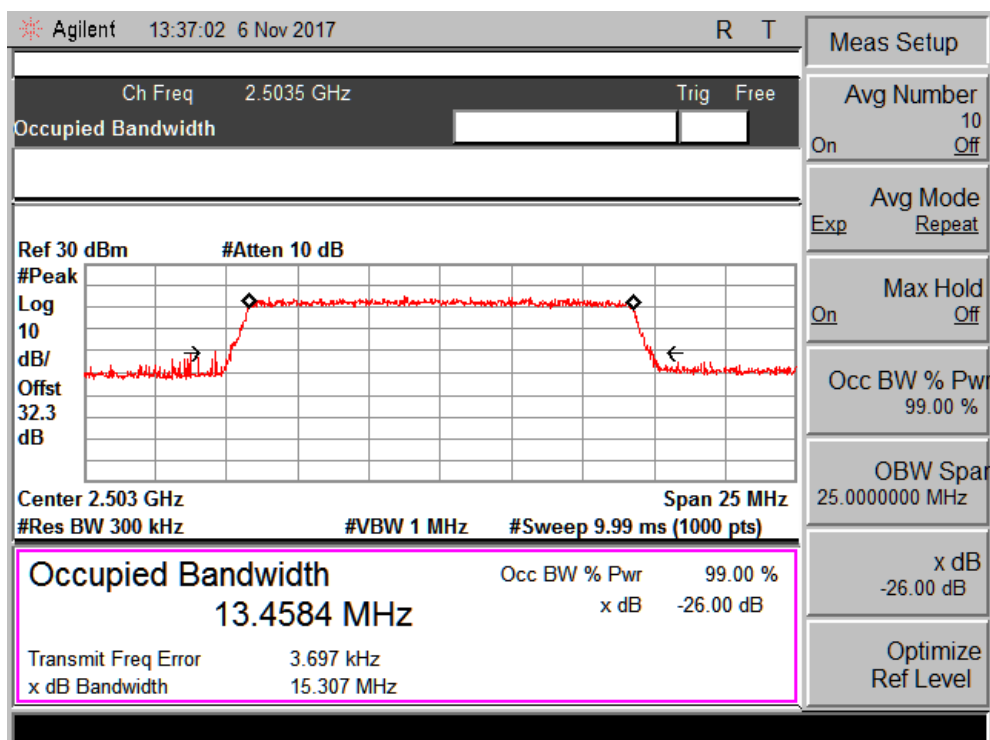 Agilent 13:37:02 6 Nov 2017 R T
Ch Freq 2.5035 GHz Trig Free
Occupied Bandwidth
Ref 30 dBm #Atten 10 dB
#Peak
Log
10
dB/
Offst
32.3
dB
Center 2.503 GHz Span 25 MHz
#Res BW 300 kHz #VBW 1 MHz #Sweep 9.99 ms (1000 pts)
Occupied Bandwidth Occ BW % Pwr 99.00 %
13.4584 MHz x dB -26.00 dB
Transmit Freq Error 3.697 kHz
x dB Bandwidth 15.307 MHz
Meas Setup
Avg Number
10
On Off
Avg Mode
Exp Repeat
Max Hold
On Off
Occ BW % Pwr
99.00 %
OBW Span
25.0000000 MHz
x dB
-26.00 dB
Optimize
Ref Level